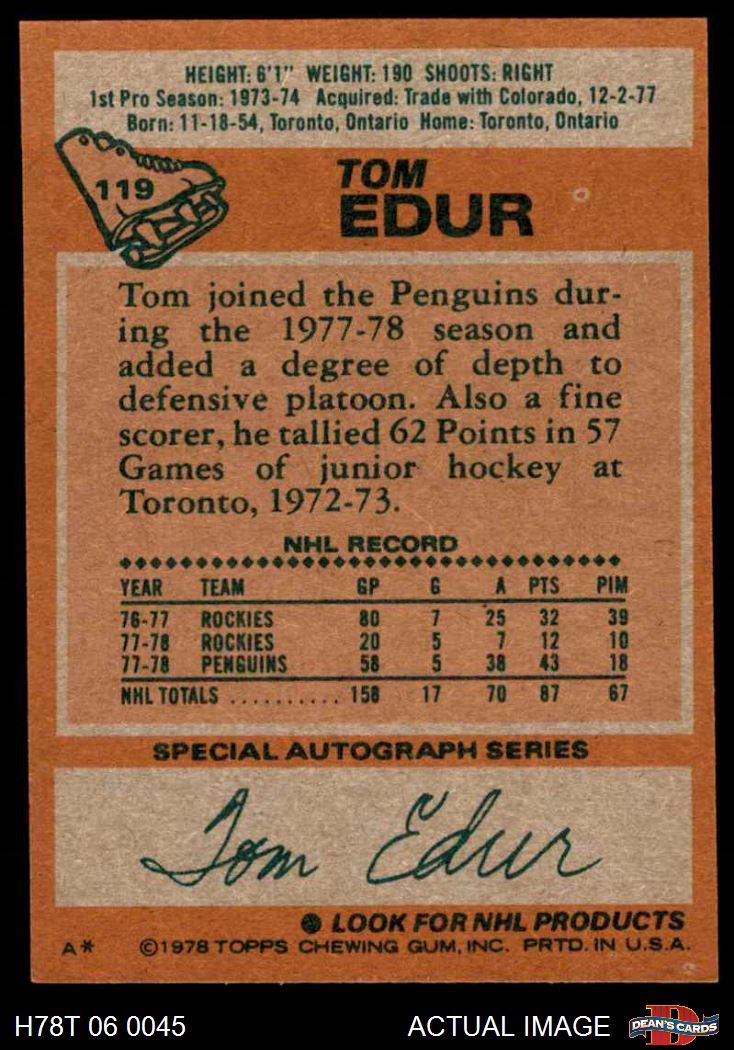 HEIGHT: 6'1" WEIGHT: 190 SHOOTS: RIGHT
1st Pro Season: 1973-74 Acquired: Trade with Colorado, 12-2-77
Born: 11-18-54, Toronto, Ontario Home: Toronto, Ontario
119
TOM
EDUR
Tom joined the Penguins dur-
ing the 1977-78 season and
added a degree of depth to
defensive platoon. Also a fine
scorer, he tallied 62 Points in 57
Games of junior hockey at
Toronto, 1972-73.
NHL RECORD
YEAR TEAM GP G A PTS PIM
76-77 ROCKIES 80 7 25 32 39
77-78 ROCKIES 20 5 7 12 10
77-78 PENGUINS 58 5 38 43 18
NHL TOTALS .......... 158 17 70 87 67
SPECIAL AUTOGRAPH SERIES
Tom Edur
LOOK FOR NHL PRODUCTS
A* ©1978 TOPPS CHEWING GUM, INC. PRTD. IN U.S.A.
H78T 06 0045 ACTUAL IMAGE D DEAN'S CARDS